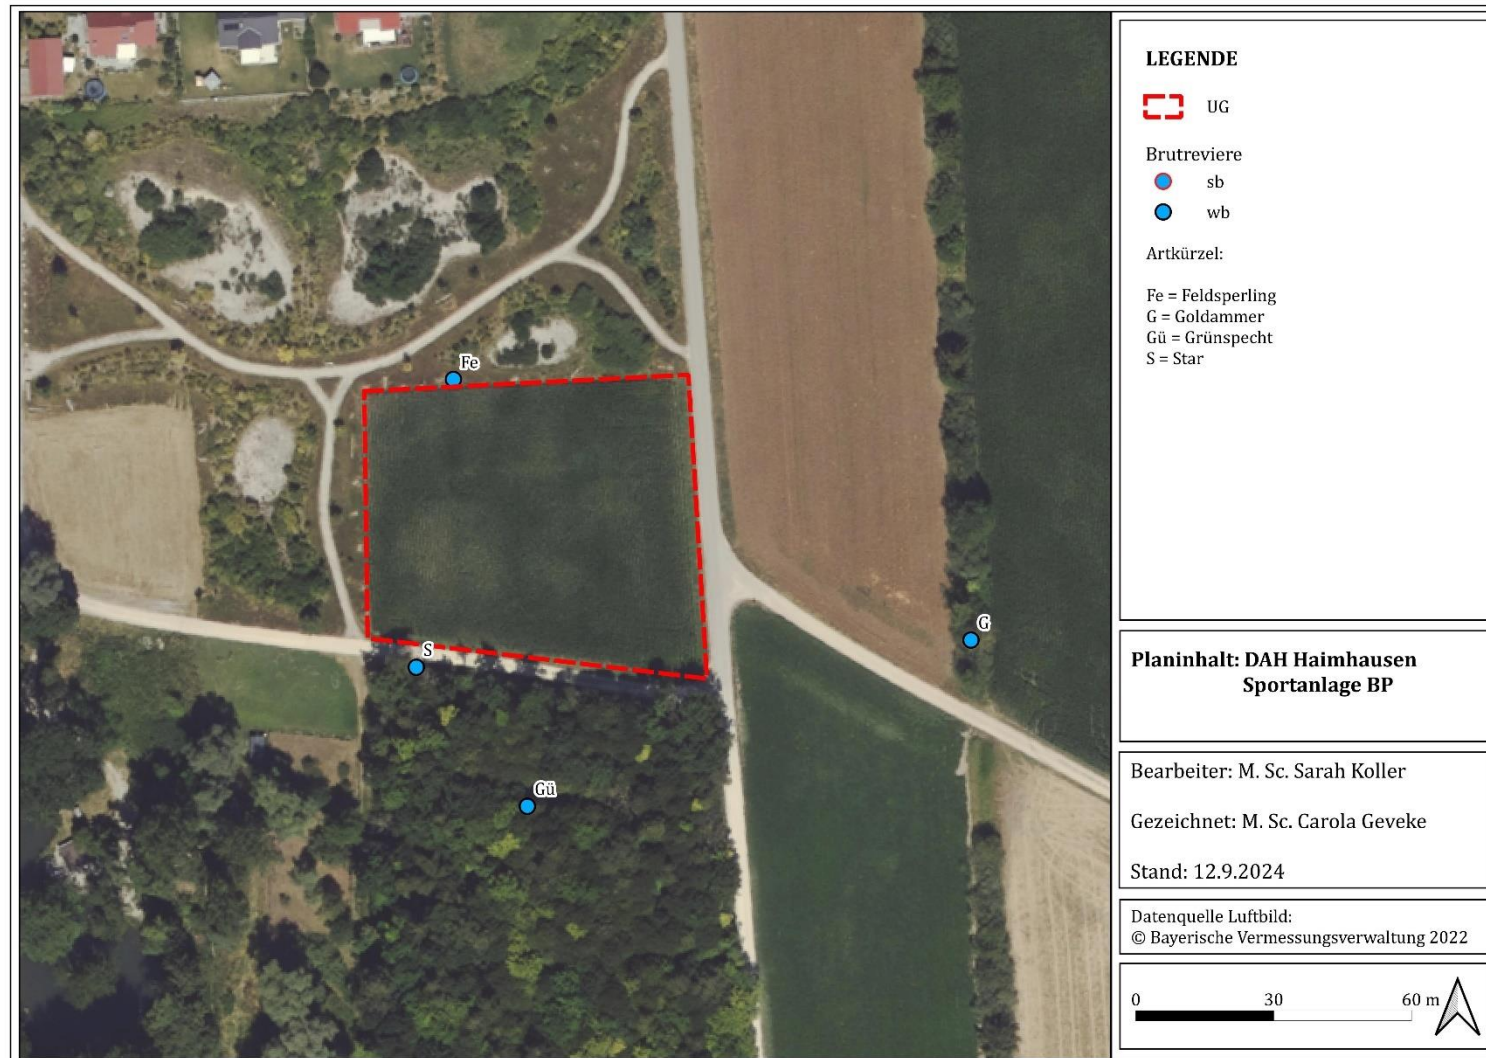 Fe
S
G
Gü
LEGENDE
UG
Brutreviere
sb
wb
Artkürzel:
Fe = Feldsperling
G = Goldammer
Gü = Grünspecht
S = Star
Planinhalt: DAH Haimhausen
Sportanlage BP
Bearbeiter: M. Sc. Sarah Koller
Gezeichnet: M. Sc. Carola Geveke
Stand: 12.9.2024
Datenquelle Luftbild:
© Bayerische Vermessungsverwaltung 2022
0 30 60 m